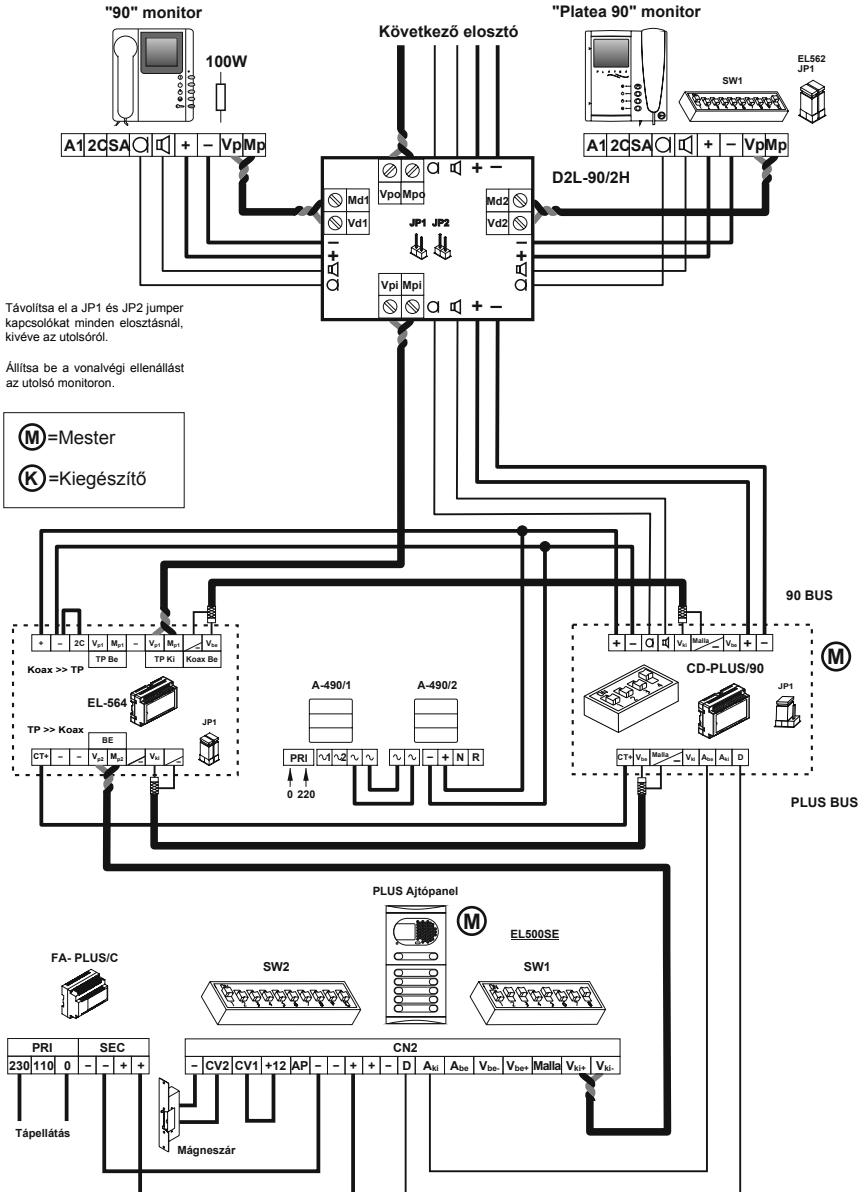 "90" monitor
Következő elosztó
"Platea 90" monitor
100W
SW1
EL562
JP1
A1 2C SA + − Vp Mp
A1 2C SA + − Vp Mp
D2L-90/2H
Vpo Mpo + −
Md1
Vd1
JP1 JP2
Md2
Vd2
−
+
−
+
Vpi Mpi + −
Távolítsa el a JP1 és JP2 jumper
kapcsolókat minden elosztásnál,
kivéve az utolsóról.
Állítsa be a vonalvégi ellenállást
az utolsó monitoron.
M =Mester
K =Kiegészítő
90 BUS
+ − 2C Vp1 Mp1 − Vp1 Mp1 Vbe
TP Be TP Ki Koax Be
Koax >> TP
EL-564
TP >> Koax
JP1
BE
CT+ − − Vp2 Mp2 Vki
A-490/1 A-490/2
PRI 1 2 − + N R
0 220
+ − Vki Malla Vbe + −
CD-PLUS/90
M
JP1
CT+ Vbe Malla Vki Abe Aki D
PLUS BUS
PLUS Ajtópanel
M
EL500SE
FA- PLUS/C
SW2
SW1
PRI SEC
230 110 0 − − + +
CN2
− CV2 CV1 +12 AP − − + + − D Aki Abe Vbe- Vbe+ Malla Vki+ Vki-
Tápellátás
Mágneszár